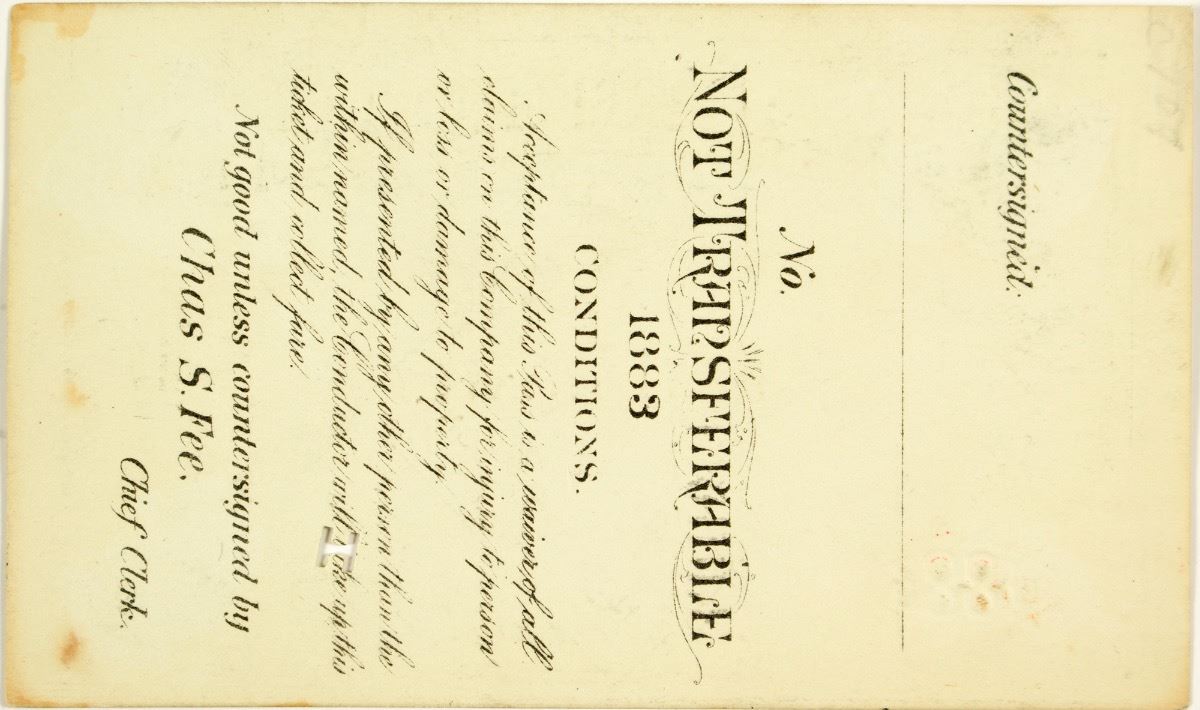 Countersigned:
No.
NOT TRANSFERABLE
1883
CONDITIONS.
Acceptance of this Pass is a waiver of all
claims on this Company for injury to person
or loss or damage to property.
If presented by any other person than the
within named, the Conductor will take up this
ticket and collect fare.
Not good unless countersigned by
Chas S. Fee.
Chief Clerk.